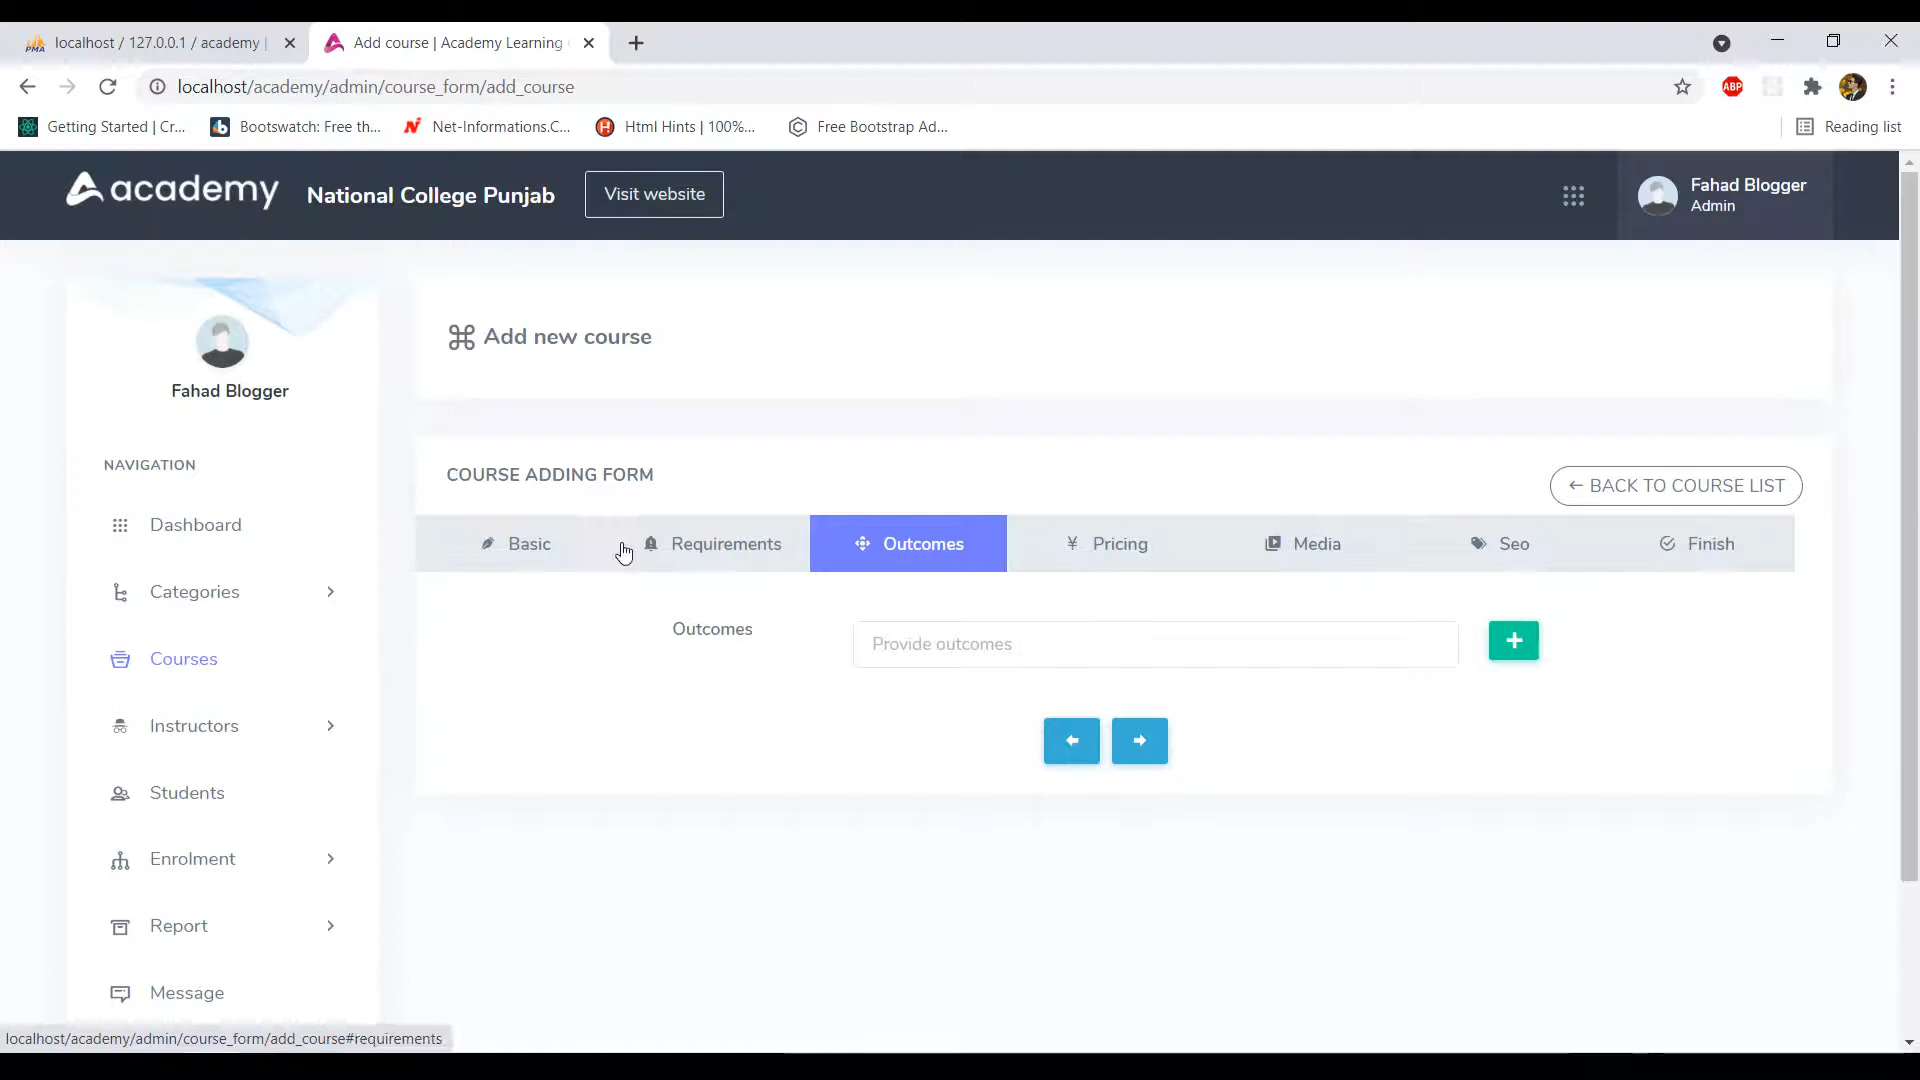 localhost / 127.0.0.1 / academy |
Add course | Academy Learning
localhost/academy/admin/course_form/add_course
ABP
Getting Started | Cr...
Bootswatch: Free th...
Net-Informations.C...
Html Hints | 100%...
Free Bootstrap Ad...
Reading list
academy
National College Punjab
Visit website
Fahad Blogger
Admin
Add new course
Fahad Blogger
NAVIGATION
Dashboard
Categories
Courses
Instructors
Students
Enrolment
Report
Message
COURSE ADDING FORM
← BACK TO COURSE LIST
Basic
Requirements
Outcomes
¥ Pricing
Media
Seo
Finish
Outcomes
Provide outcomes
+
localhost/academy/admin/course_form/add_course#requirements